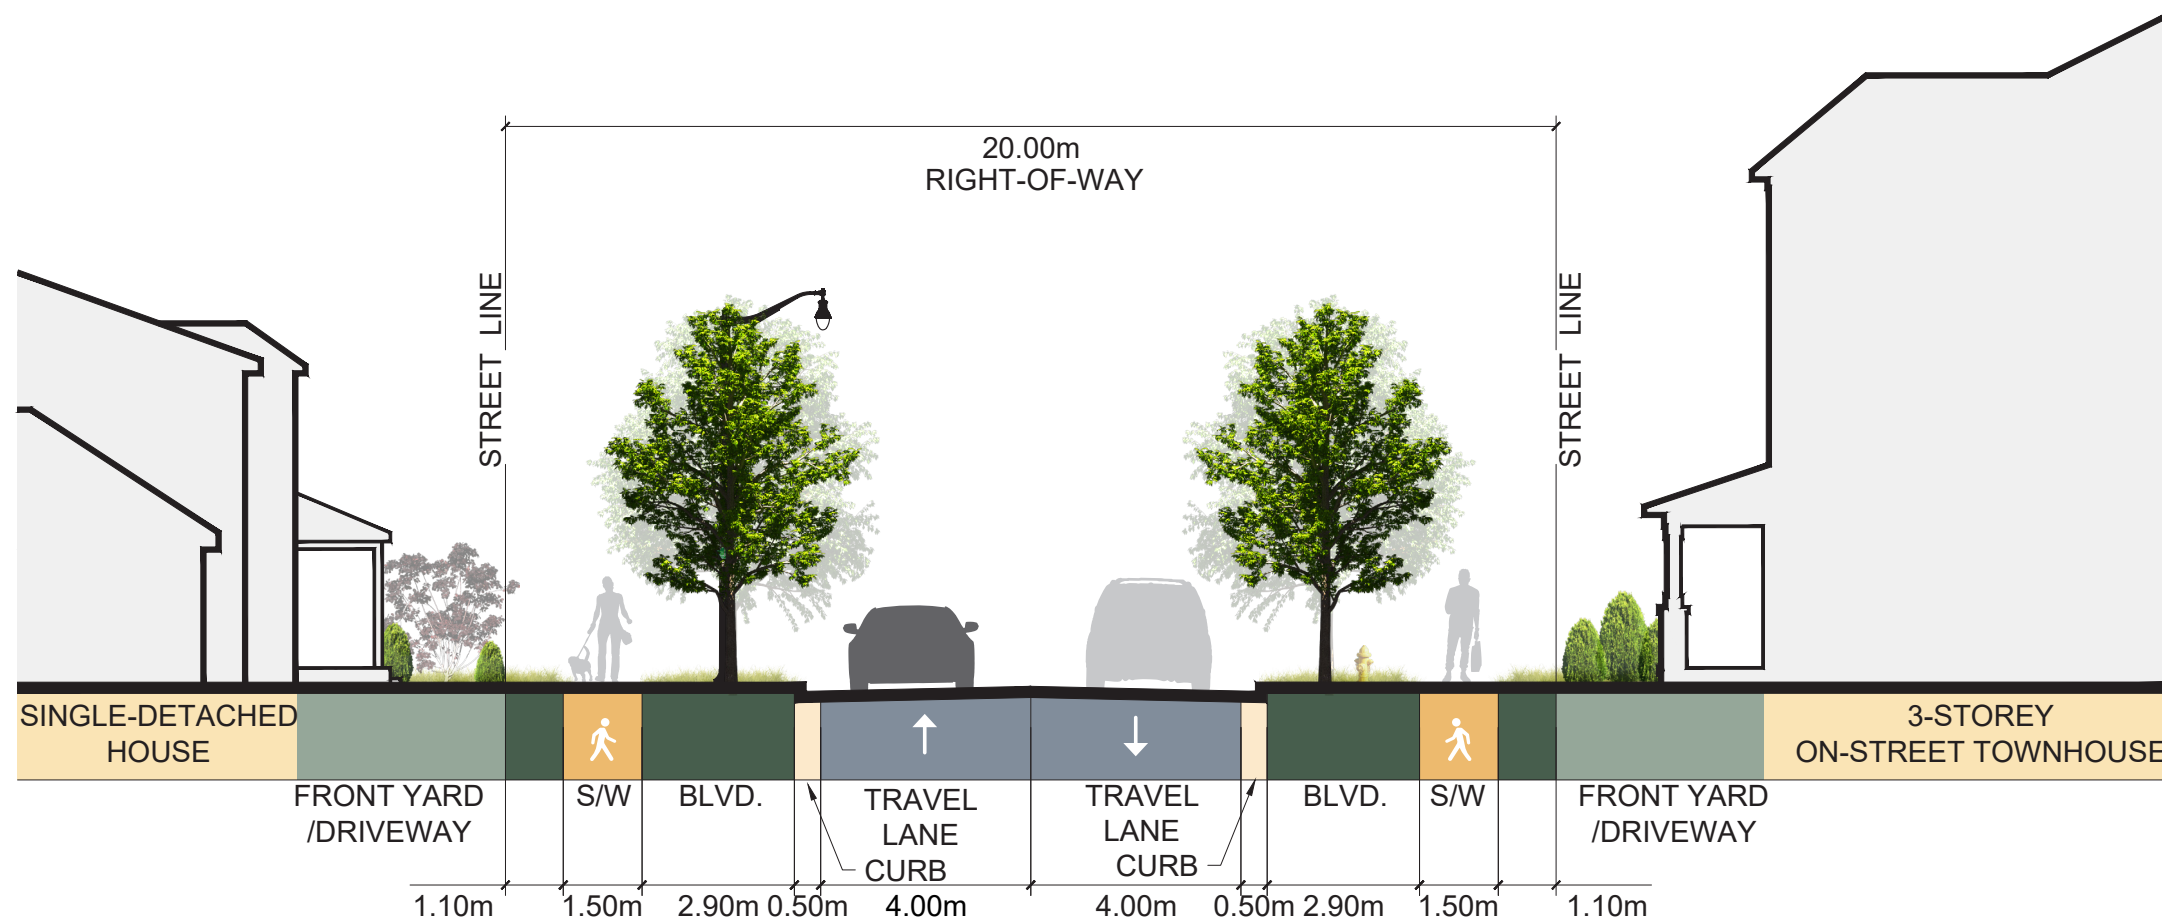 20.00m
RIGHT-OF-WAY
STREET LINE
STREET LINE
SINGLE-DETACHED
HOUSE
3-STOREY
ON-STREET TOWNHOUSE
FRONT YARD
/DRIVEWAY
S/W
BLVD.
TRAVEL
LANE
CURB
TRAVEL
LANE
CURB
BLVD.
S/W
FRONT YARD
/DRIVEWAY
1.10m 1.50m 2.90m 0.50m 4.00m 4.00m 0.50m 2.90m 1.50m 1.10m